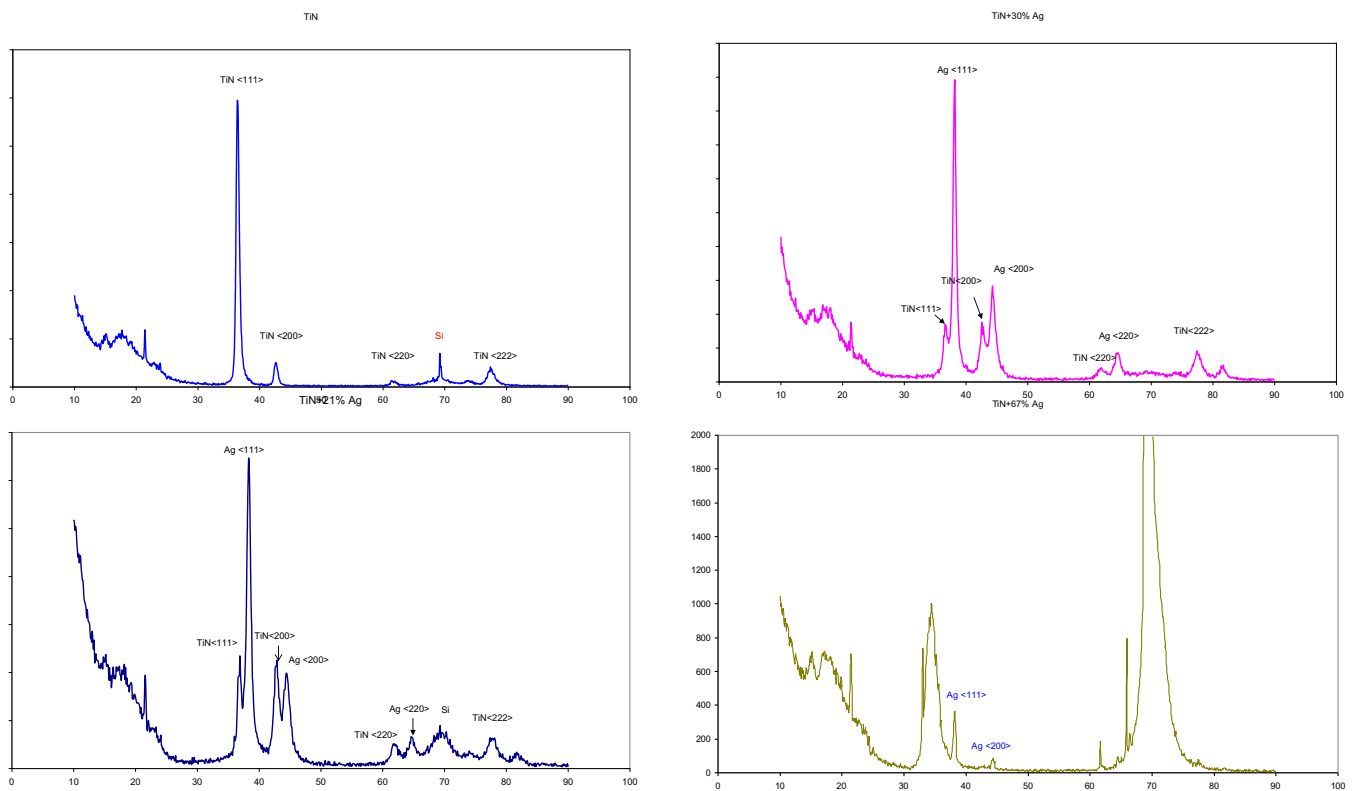 TiN
TiN <111>
TiN <200>
Si
TiN <220>
TiN <222>
0 10 20 30 40 50 60 70 80 90 100
TiN+30% Ag
Ag <111>
Ag <200>
TiN<200>
TiN<111>
Ag <220>
TiN<222>
TiN <220>
0 10 20 30 40 50 60 70 80 90 100
TiN+21% Ag
Ag <111>
TiN<200>
TiN<111>
Ag <200>
Ag <220>
Si
TiN<222>
TiN <220>
0 10 20 30 40 50 60 70 80 90 100
TiN+67% Ag
2000
1800
1600
1400
1200
1000
800
600
400
200
0
Ag <111>
Ag <200>
0 10 20 30 40 50 60 70 80 90 100